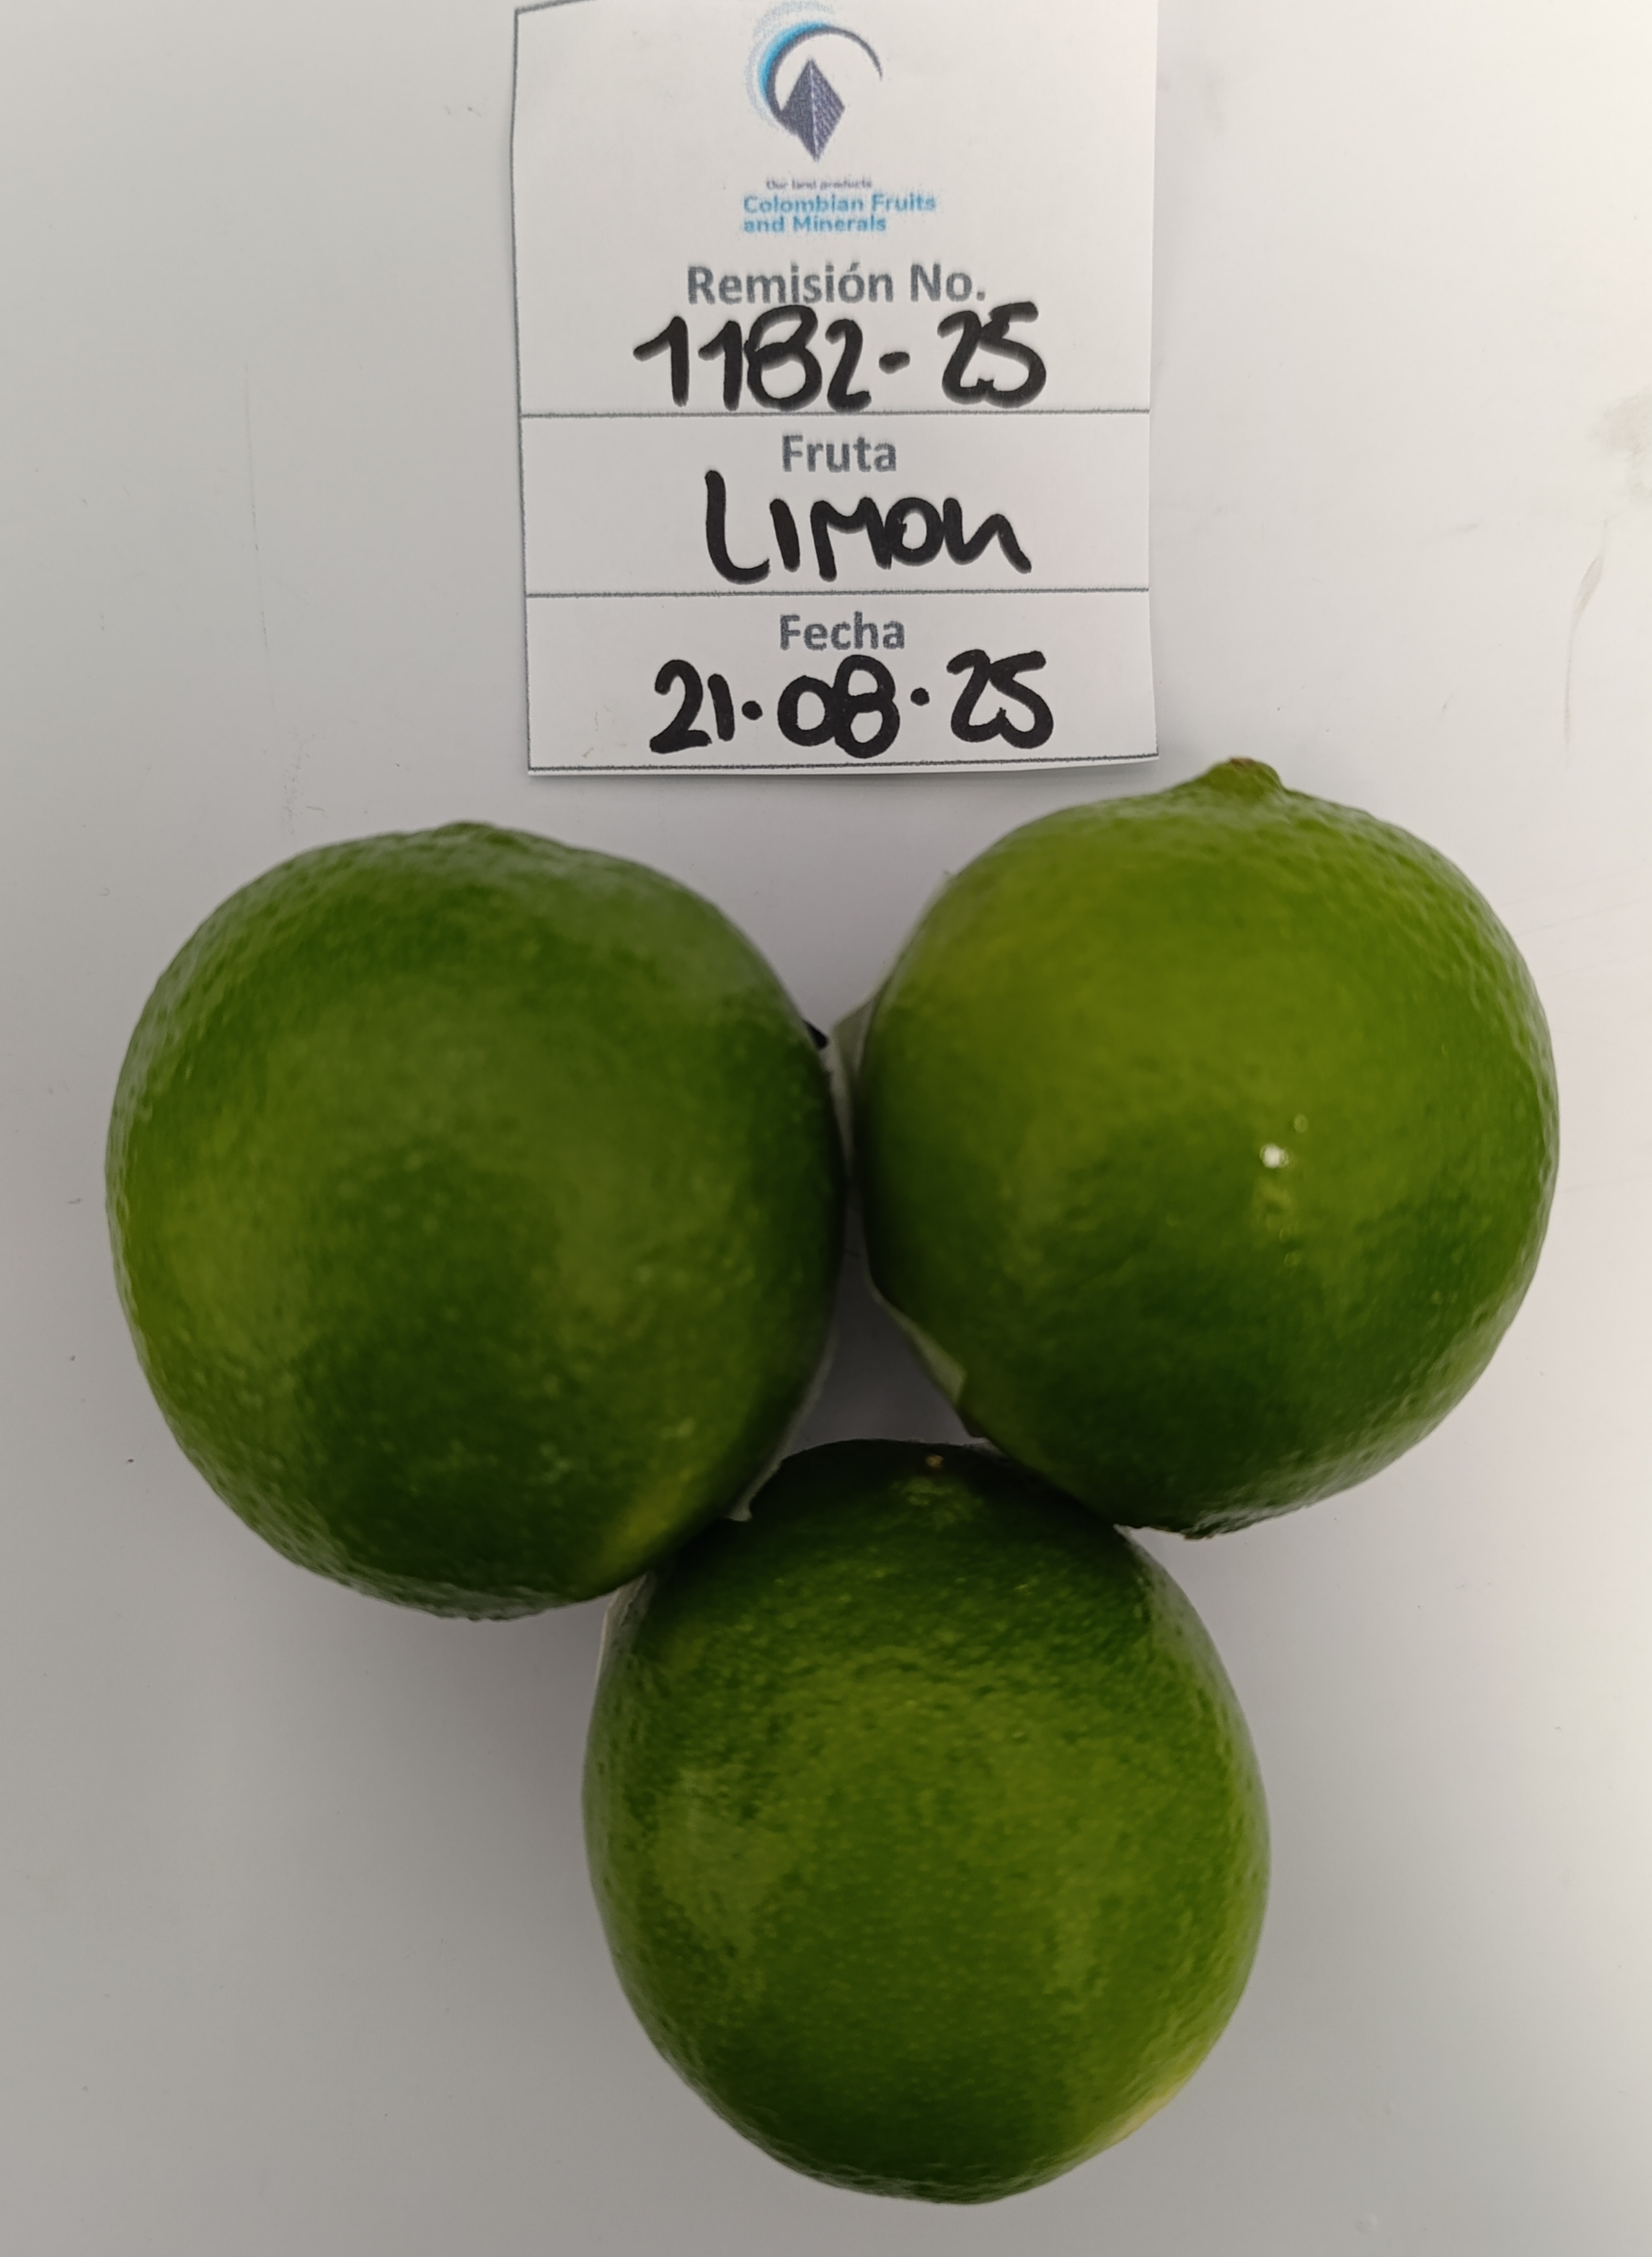 Our land products
Colombian Fruits
and Minerals
Remisión No.
1182-25
Fruta
LIMON
Fecha
21·08·25